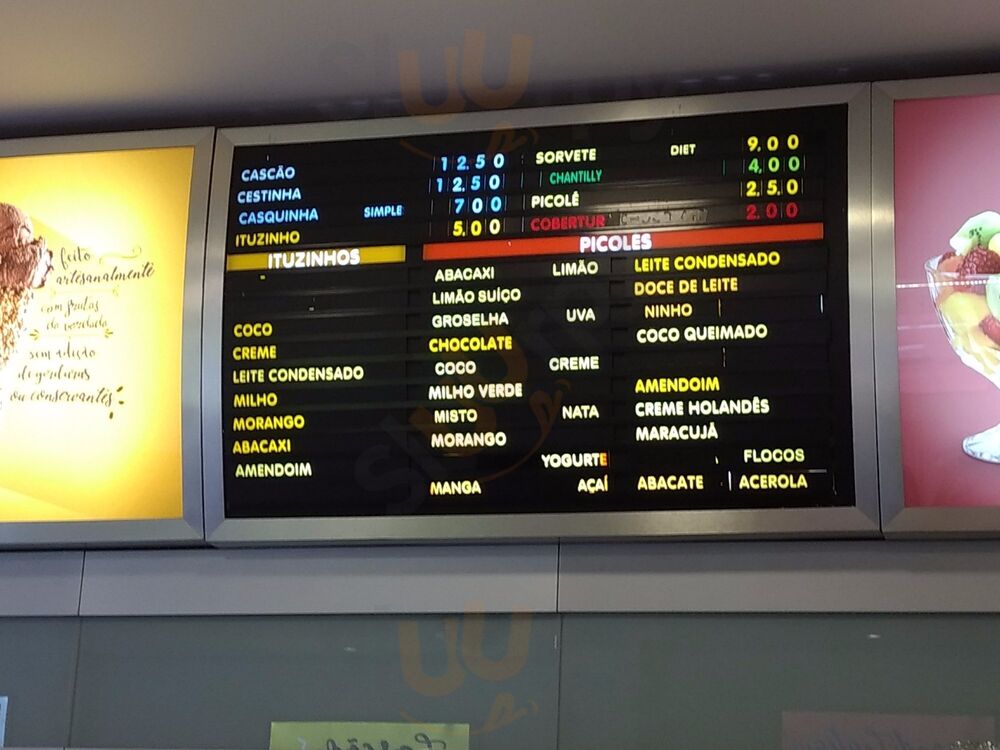 CASCÃO 12.50
CESTINHA 12.50
CASQUINHA SIMPLE 7 00
ITUZINHO 5.00
SORVETE DIET 9.00
CHANTILLY 4,00
PICOLÊ 2.5.0
COBERTUR 2.00
ITUZINHOS
COCO
CREME
LEITE CONDENSADO
MILHO
MORANGO
ABACAXI
AMENDOIM
PICOLES
ABACAXI LIMÃO LEITE CONDENSADO
LIMÃO SUÍÇO DOCE DE LEITE
GROSELHA UVA NINHO
CHOCOLATE COCO QUEIMADO
COCO CREME
MILHO VERDE AMENDOIM
MISTO NATA CREME HOLANDÊS
MORANGO MARACUJÁ
YOGURTE FLOCOS
MANGA AÇAÍ ABACATE ACEROLA
feito
artesanalmente
com frutas
da verdade
sem adição
de gorduras
ou conservantes